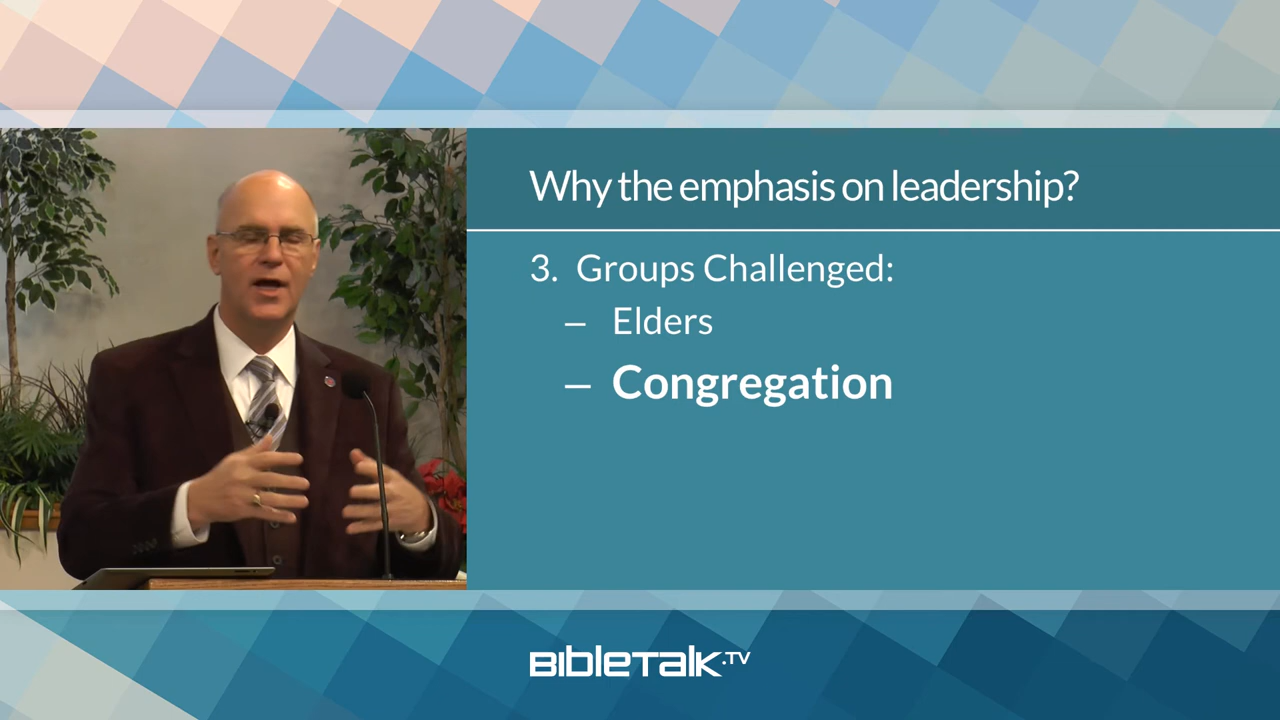 Why the emphasis on leadership?
3. Groups Challenged:
– Elders
– Congregation
BIBLETALK.TV